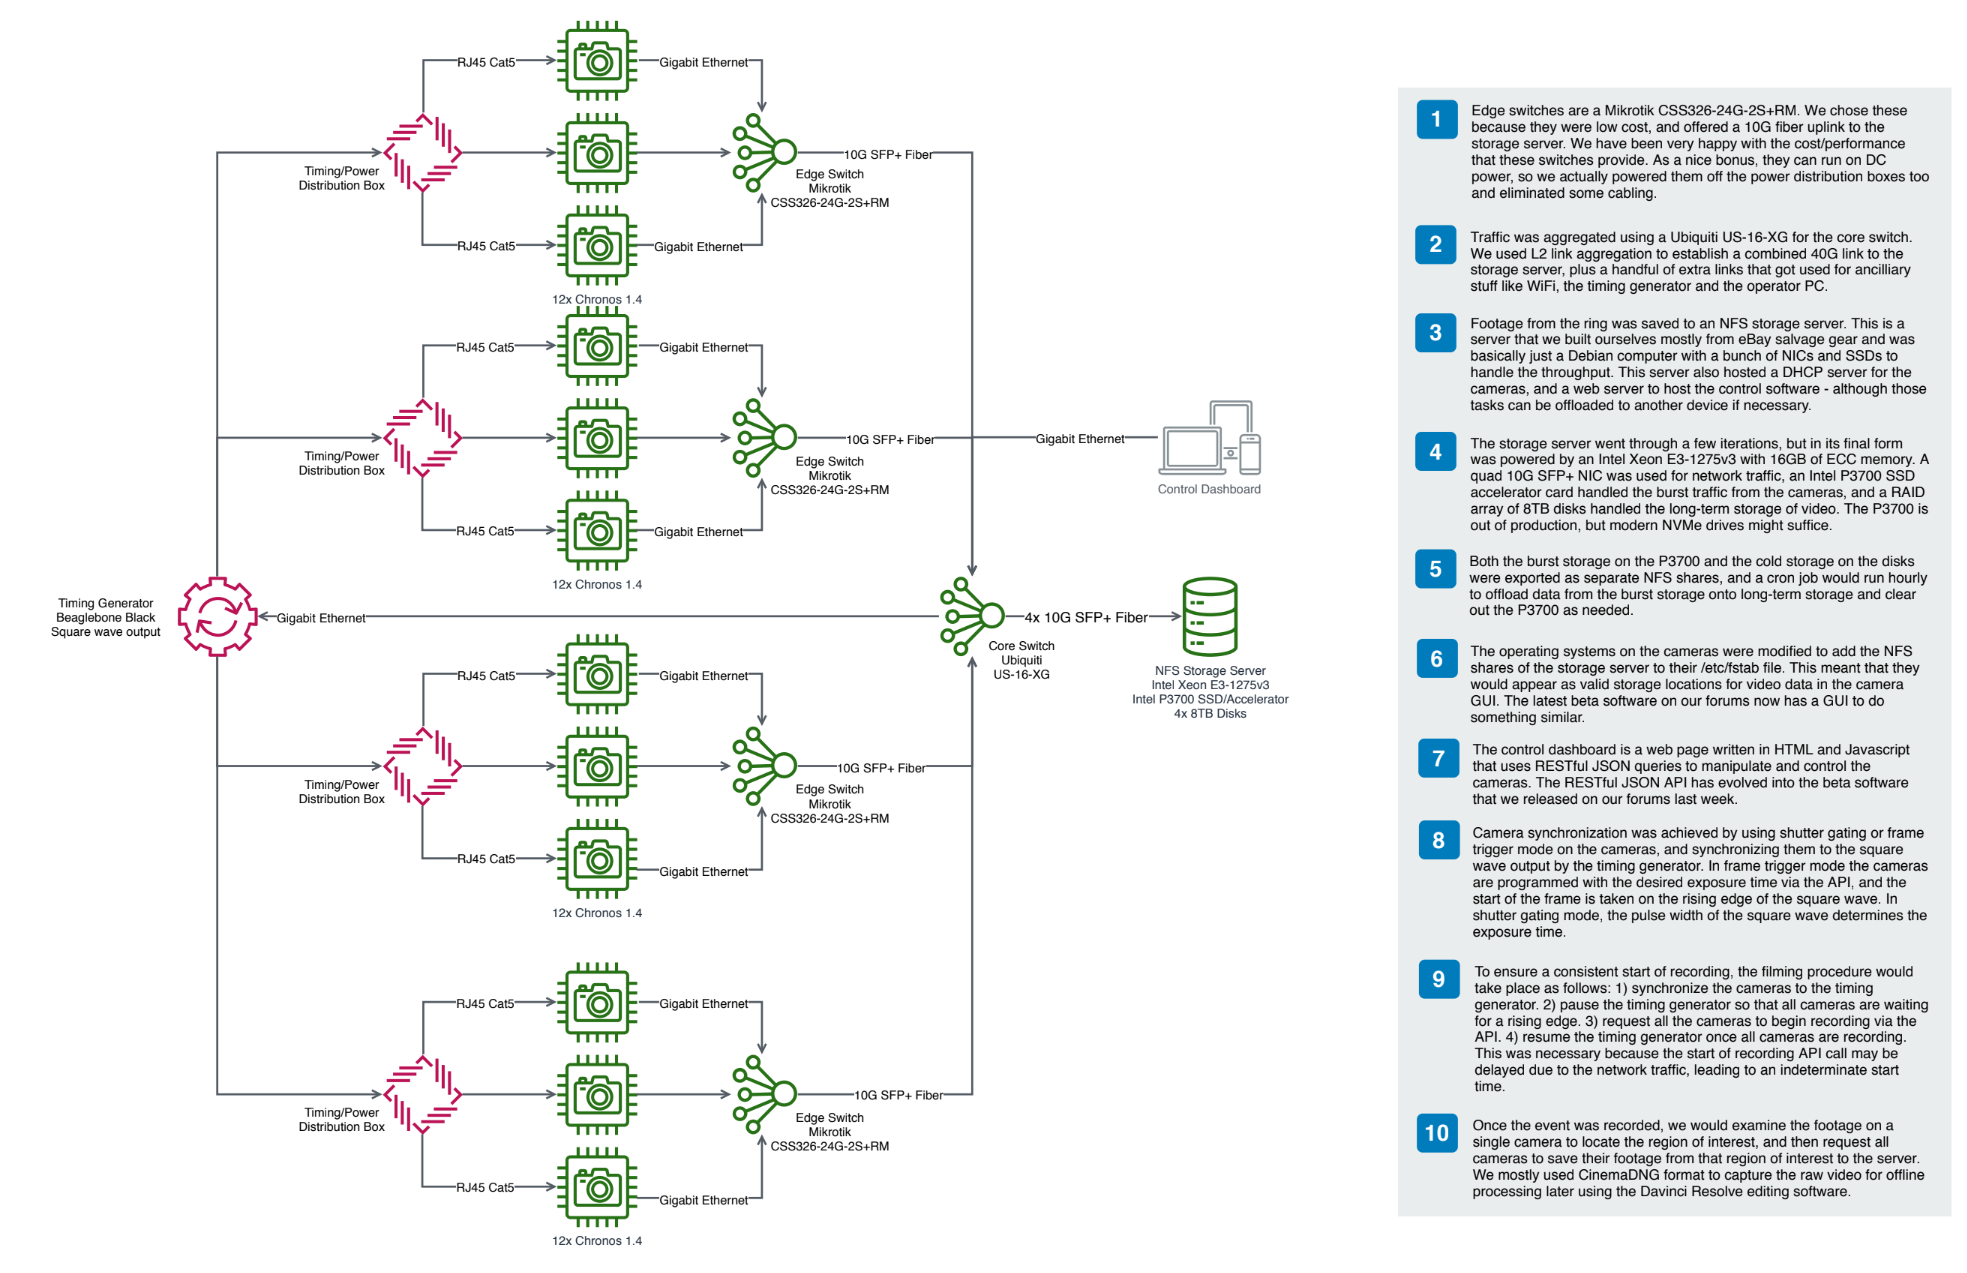 RJ45 Cat5
Gigabit Ethernet
Timing/Power
Distribution Box
10G SFP+ Fiber
Edge Switch
Mikrotik
CSS326-24G-2S+RM
RJ45 Cat5
Gigabit Ethernet
12x Chronos 1.4
RJ45 Cat5
Gigabit Ethernet
Timing/Power
Distribution Box
10G SFP+ Fiber
Edge Switch
Mikrotik
CSS326-24G-2S+RM
Gigabit Ethernet
Control Dashboard
RJ45 Cat5
Gigabit Ethernet
12x Chronos 1.4
Timing Generator
Beaglebone Black
Square wave output
Gigabit Ethernet
4x 10G SFP+ Fiber
Core Switch
Ubiquiti
US-16-XG
NFS Storage Server
Intel Xeon E3-1275v3
Intel P3700 SSD/Accelerator
4x 8TB Disks
RJ45 Cat5
Gigabit Ethernet
Timing/Power
Distribution Box
10G SFP+ Fiber
Edge Switch
Mikrotik
CSS326-24G-2S+RM
RJ45 Cat5
Gigabit Ethernet
12x Chronos 1.4
RJ45 Cat5
Gigabit Ethernet
Timing/Power
Distribution Box
10G SFP+ Fiber
Edge Switch
Mikrotik
CSS326-24G-2S+RM
RJ45 Cat5
Gigabit Ethernet
12x Chronos 1.4
1
Edge switches are a Mikrotik CSS326-24G-2S+RM. We chose these
because they were low cost, and offered a 10G fiber uplink to the
storage server. We have been very happy with the cost/performance
that these switches provide. As a nice bonus, they can run on DC
power, so we actually powered them off the power distribution boxes too
and eliminated some cabling.
2
Traffic was aggregated using a Ubiquiti US-16-XG for the core switch.
We used L2 link aggregation to establish a combined 40G link to the
storage server, plus a handful of extra links that got used for ancilliary
stuff like WiFi, the timing generator and the operator PC.
3
Footage from the ring was saved to an NFS storage server. This is a
server that we built ourselves mostly from eBay salvage gear and was
basically just a Debian computer with a bunch of NICs and SSDs to
handle the throughput. This server also hosted a DHCP server for the
cameras, and a web server to host the control software - although those
tasks can be offloaded to another device if necessary.
4
The storage server went through a few iterations, but in its final form
was powered by an Intel Xeon E3-1275v3 with 16GB of ECC memory. A
quad 10G SFP+ NIC was used for network traffic, an Intel P3700 SSD
accelerator card handled the burst traffic from the cameras, and a RAID
array of 8TB disks handled the long-term storage of video. The P3700 is
out of production, but modern NVMe drives might suffice.
5
Both the burst storage on the P3700 and the cold storage on the disks
were exported as separate NFS shares, and a cron job would run hourly
to offload data from the burst storage onto long-term storage and clear
out the P3700 as needed.
6
The operating systems on the cameras were modified to add the NFS
shares of the storage server to their /etc/fstab file. This meant that they
would appear as valid storage locations for video data in the camera
GUI. The latest beta software on our forums now has a GUI to do
something similar.
7
The control dashboard is a web page written in HTML and Javascript
that uses RESTful JSON queries to manipulate and control the
cameras. The RESTful JSON API has evolved into the beta software
that we released on our forums last week.
8
Camera synchronization was achieved by using shutter gating or frame
trigger mode on the cameras, and synchronizing them to the square
wave output by the timing generator. In frame trigger mode the cameras
are programmed with the desired exposure time via the API, and the
start of the frame is taken on the rising edge of the square wave. In
shutter gating mode, the pulse width of the square wave determines the
exposure time.
9
To ensure a consistent start of recording, the filming procedure would
take place as follows: 1) synchronize the cameras to the timing
generator. 2) pause the timing generator so that all cameras are waiting
for a rising edge. 3) request all the cameras to begin recording via the
API. 4) resume the timing generator once all cameras are recording.
This was necessary because the start of recording API call may be
delayed due to the network traffic, leading to an indeterminate start
time.
10
Once the event was recorded, we would examine the footage on a
single camera to locate the region of interest, and then request all
cameras to save their footage from that region of interest to the server.
We mostly used CinemaDNG format to capture the raw video for offline
processing later using the Davinci Resolve editing software.